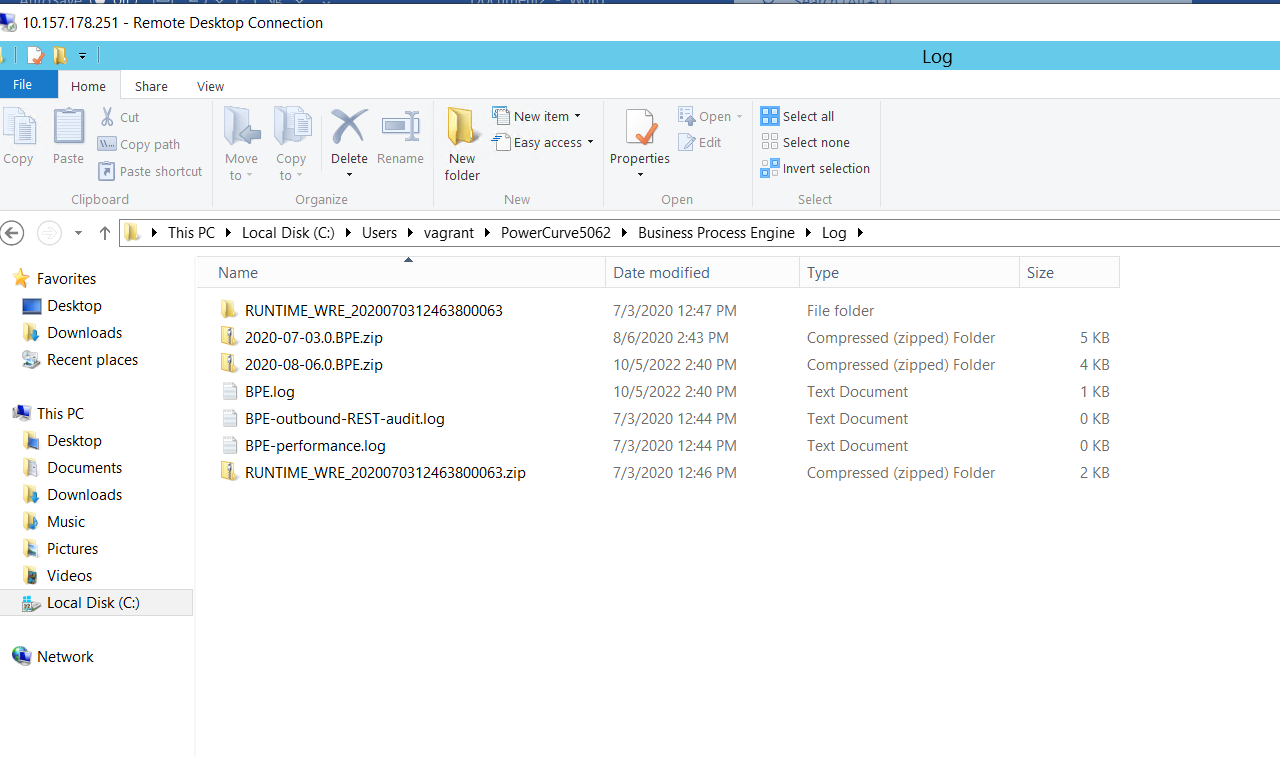 10.157.178.251 - Remote Desktop Connection
Log
File Home Share View
Copy
Paste
Cut
Copy path
Paste shortcut
Clipboard
Move to
Copy to
Delete
Rename
Organize
New folder
New item
Easy access
New
Properties
Open
Edit
Open
Select all
Select none
Invert selection
Select
This PC Local Disk (C:) Users vagrant PowerCurve5062 Business Process Engine Log
Favorites
Desktop
Downloads
Recent places
This PC
Desktop
Documents
Downloads
Music
Pictures
Videos
Local Disk (C:)
Network
Name Date modified Type Size
RUNTIME_WRE_2020070312463800063 7/3/2020 12:47 PM File folder
2020-07-03.0.BPE.zip 8/6/2020 2:43 PM Compressed (zipped) Folder 5 KB
2020-08-06.0.BPE.zip 10/5/2022 2:40 PM Compressed (zipped) Folder 4 KB
BPE.log 10/5/2022 2:40 PM Text Document 1 KB
BPE-outbound-REST-audit.log 7/3/2020 12:44 PM Text Document 0 KB
BPE-performance.log 7/3/2020 12:44 PM Text Document 0 KB
RUNTIME_WRE_2020070312463800063.zip 7/3/2020 12:46 PM Compressed (zipped) Folder 2 KB